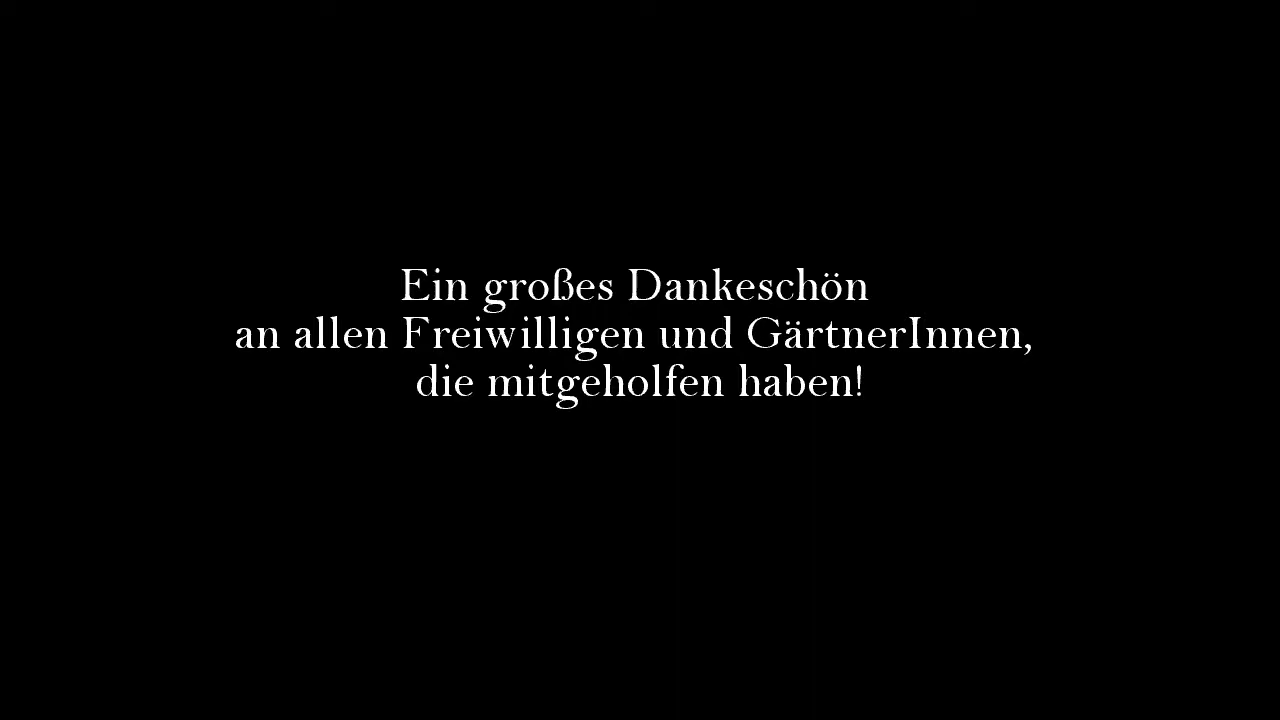 Ein großes Dankeschön
an allen Freiwilligen und GärtnerInnen,
die mitgeholfen haben!